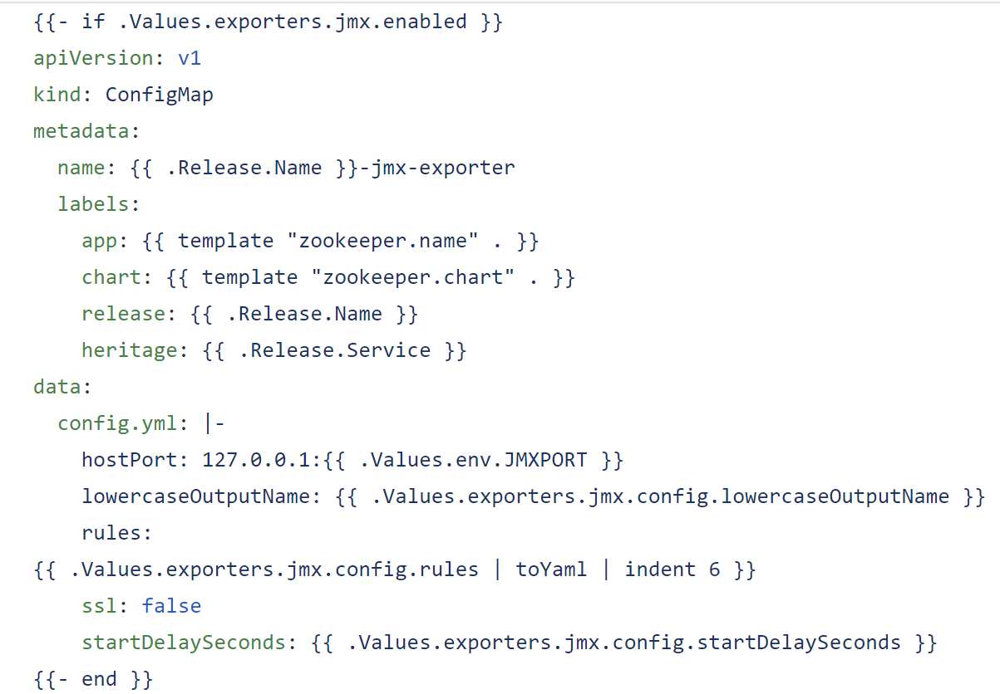 {{- if .Values.exporters.jmx.enabled }}
apiVersion: v1
kind: ConfigMap
metadata:
  name: {{ .Release.Name }}-jmx-exporter
  labels:
    app: {{ template "zookeeper.name" . }}
    chart: {{ template "zookeeper.chart" . }}
    release: {{ .Release.Name }}
    heritage: {{ .Release.Service }}
data:
  config.yml: |-
    hostPort: 127.0.0.1:{{ .Values.env.JMXPORT }}
    lowercaseOutputName: {{ .Values.exporters.jmx.config.lowercaseOutputName }}
    rules:
{{ .Values.exporters.jmx.config.rules | toYaml | indent 6 }}
    ssl: false
    startDelaySeconds: {{ .Values.exporters.jmx.config.startDelaySeconds }}
{{- end }}